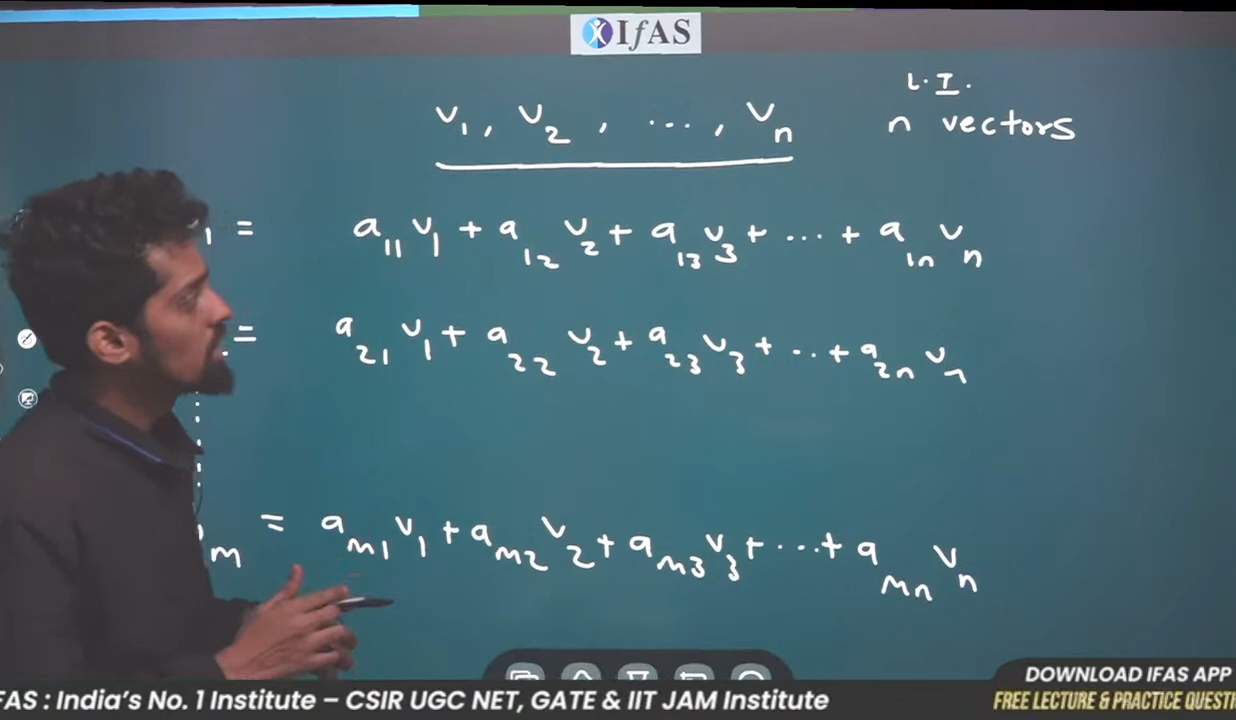 IfAS
L.I.
v₁, v₂, ..., vₙ n vectors
₁ = a₁₁v₁ + a₁₂v₂ + a₁₃v₃ + ... + a₁ₙvₙ
= a₂₁v₁ + a₂₂v₂ + a₂₃v₃ + ... + a₂ₙvₙ
ₘ = aₘ₁v₁ + aₘ₂v₂ + aₘ₃v₃ + ... + aₘₙvₙ
DOWNLOAD IFAS APP
FAS : India's No. 1 Institute – CSIR UGC NET, GATE & IIT JAM Institute
FREE LECTURE & PRACTICE QUESTI